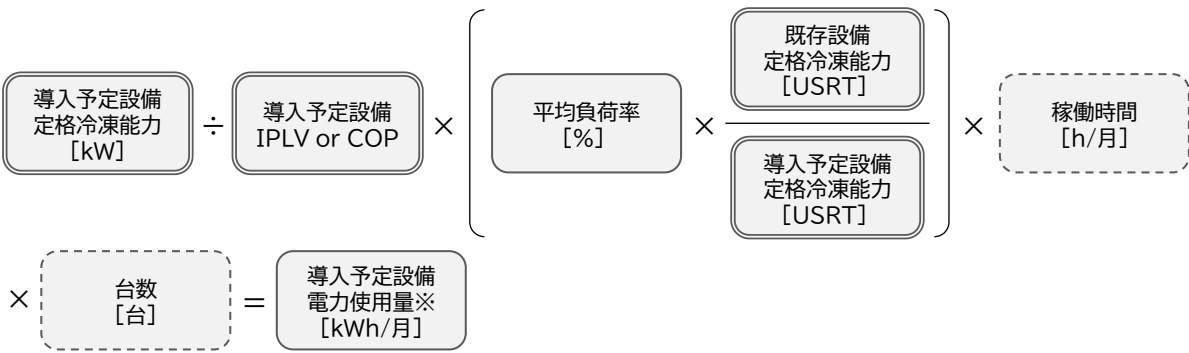 導入予定設備
定格冷凍能力
［kW］
÷
導入予定設備
IPLV or COP
×
平均負荷率
［%］
×
既存設備
定格冷凍能力
［USRT］
導入予定設備
定格冷凍能力
［USRT］
×
稼働時間
［h/月］
×
台数
［台］
=
導入予定設備
電力使用量※
［kWh/月］